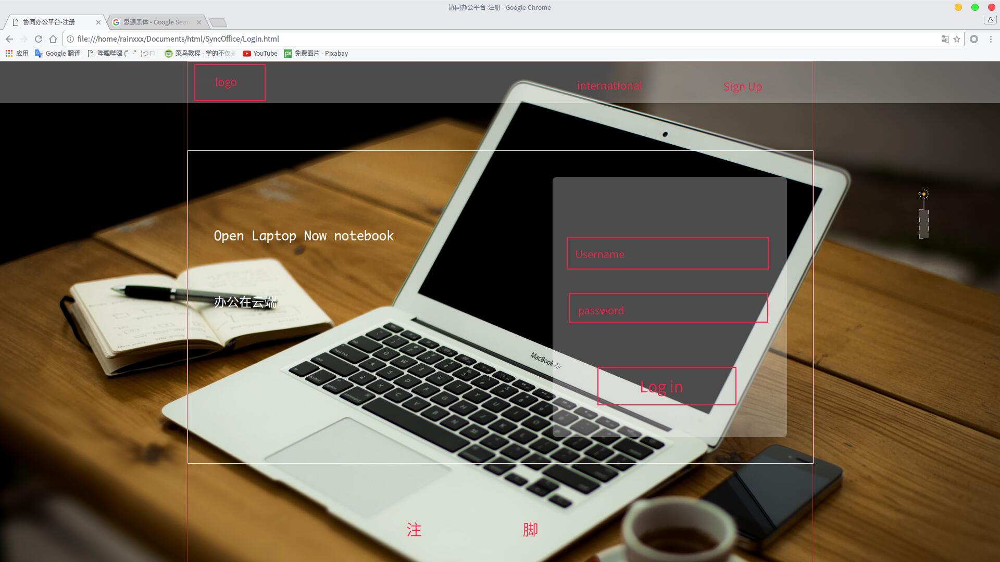 协同办公平台-注册 - Google Chrome
协同办公平台-注册
思源黑体 - Google Sear
file:///home/rainxxx/Documents/html/SyncOffice/Login.html
应用
Google 翻译
哔哩哔哩 (゜-゜)つロ
菜鸟教程 - 学的不仅是
YouTube
免费图片 - Pixabay
logo
international
Sign Up
Open Laptop Now notebook
Username
办公在云端
password
MacBook Air
Log in
注 脚